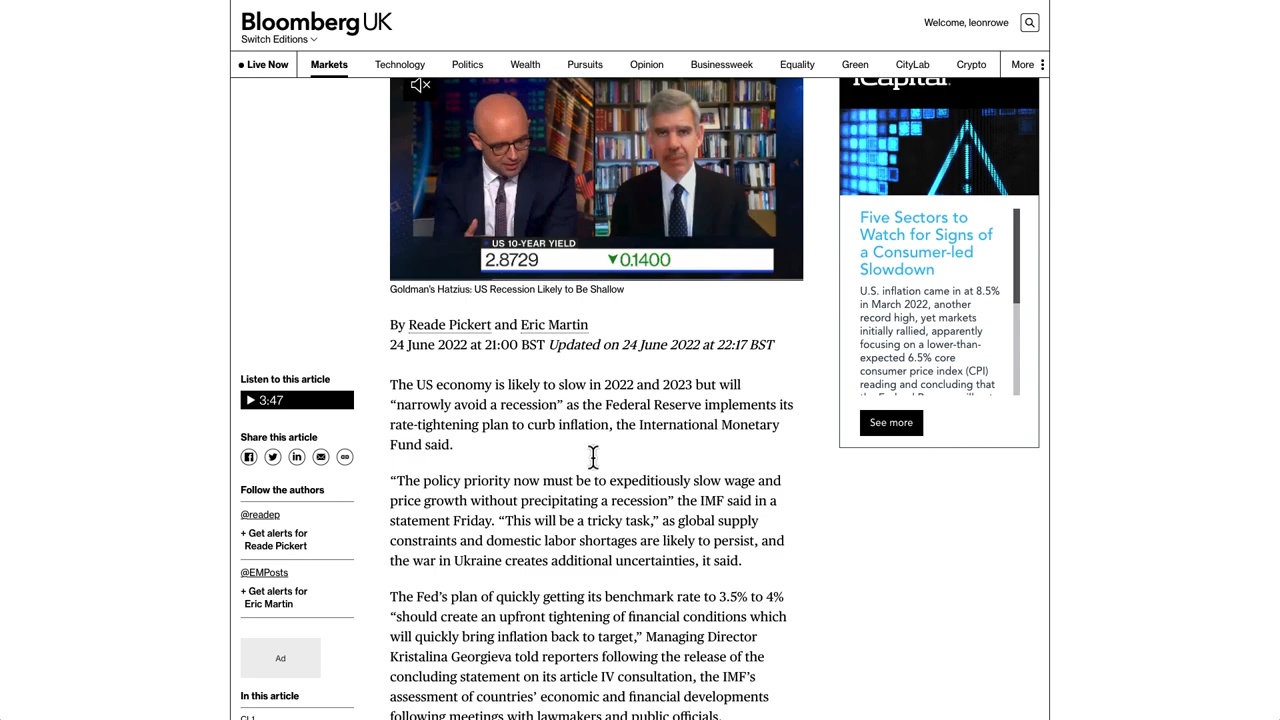 Bloomberg UK
Switch Editions
Welcome, leonrowe
Live Now
Markets
Technology
Politics
Wealth
Pursuits
Opinion
Businessweek
Equality
Green
CityLab
Crypto
More
US 10-YEAR YIELD
2.8729 ▼0.1400
Goldman's Hatzius: US Recession Likely to Be Shallow
By Reade Pickert and Eric Martin
24 June 2022 at 21:00 BST Updated on 24 June 2022 at 22:17 BST
Listen to this article
3:47
Share this article
Follow the authors
@readep
+ Get alerts for
Reade Pickert
@EMPosts
+ Get alerts for
Eric Martin
Ad
In this article
CL1
The US economy is likely to slow in 2022 and 2023 but will
“narrowly avoid a recession” as the Federal Reserve implements its
rate-tightening plan to curb inflation, the International Monetary
Fund said.
“The policy priority now must be to expeditiously slow wage and
price growth without precipitating a recession” the IMF said in a
statement Friday. “This will be a tricky task,” as global supply
constraints and domestic labor shortages are likely to persist, and
the war in Ukraine creates additional uncertainties, it said.
The Fed’s plan of quickly getting its benchmark rate to 3.5% to 4%
“should create an upfront tightening of financial conditions which
will quickly bring inflation back to target,” Managing Director
Kristalina Georgieva told reporters following the release of the
concluding statement on its article IV consultation, the IMF’s
assessment of countries’ economic and financial developments
following meetings with lawmakers and public officials.
iCapital.
Five Sectors to
Watch for Signs of
a Consumer-led
Slowdown
U.S. inflation came in at 8.5%
in March 2022, another
record high, yet markets
initially rallied, apparently
focusing on a lower-than-
expected 6.5% core
consumer price index (CPI)
reading and concluding that
See more